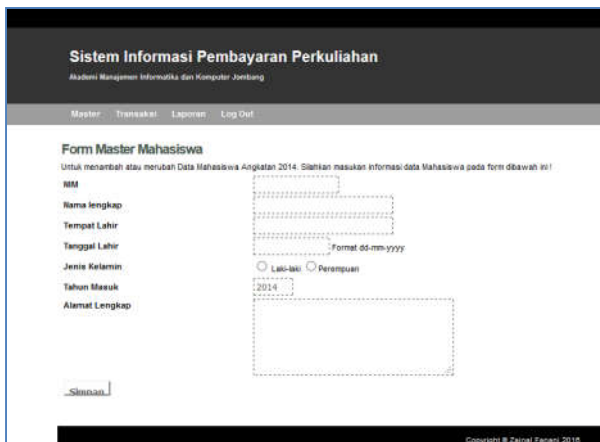 Sistem Informasi Pembayaran Perkuliahan
Akademi Manajemen Informatika dan Komputer Jombang
Master Transaksi Laporan Log Out
Form Master Mahasiswa
Untuk menambah atau merubah Data Mahasiswa Angkatan 2014. Silahkan masukan informasi data Mahasiswa pada form dibawah ini !
NIM
Nama lengkap
Tempat Lahir
Tanggal Lahir Format dd-mm-yyyy
Jenis Kelamin Laki-laki Perempuan
Tahun Masuk 2014
Alamat Lengkap
Simpan
Copyright © Zainal Fanani 2016